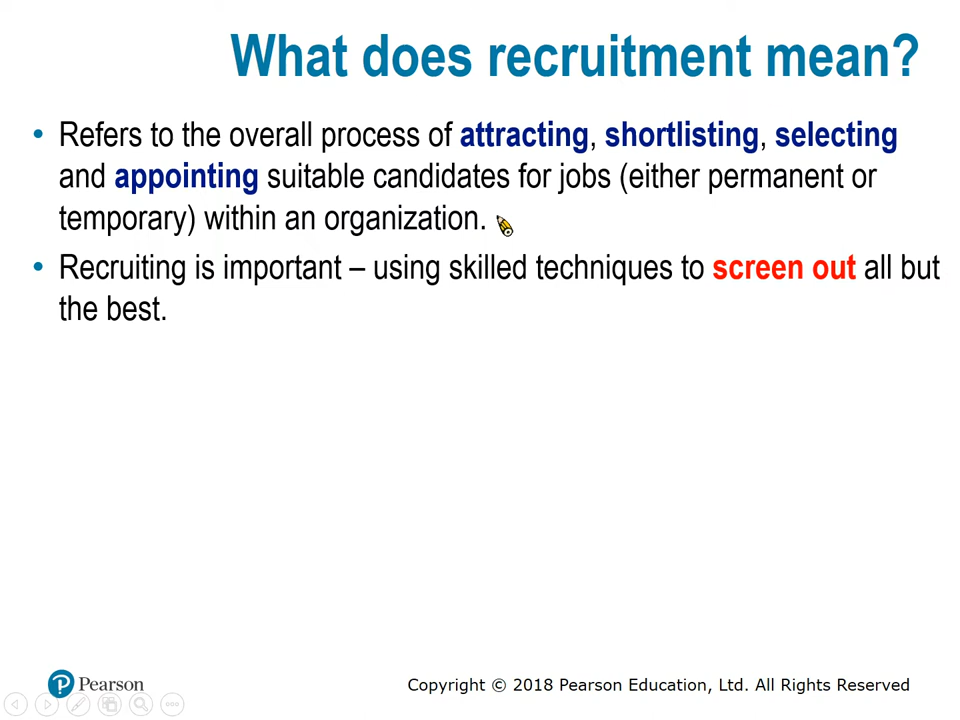 What does recruitment mean?
• Refers to the overall process of attracting, shortlisting, selecting
and appointing suitable candidates for jobs (either permanent or
temporary) within an organization.
• Recruiting is important – using skilled techniques to screen out all but
the best.
Pearson
Copyright © 2018 Pearson Education, Ltd. All Rights Reserved